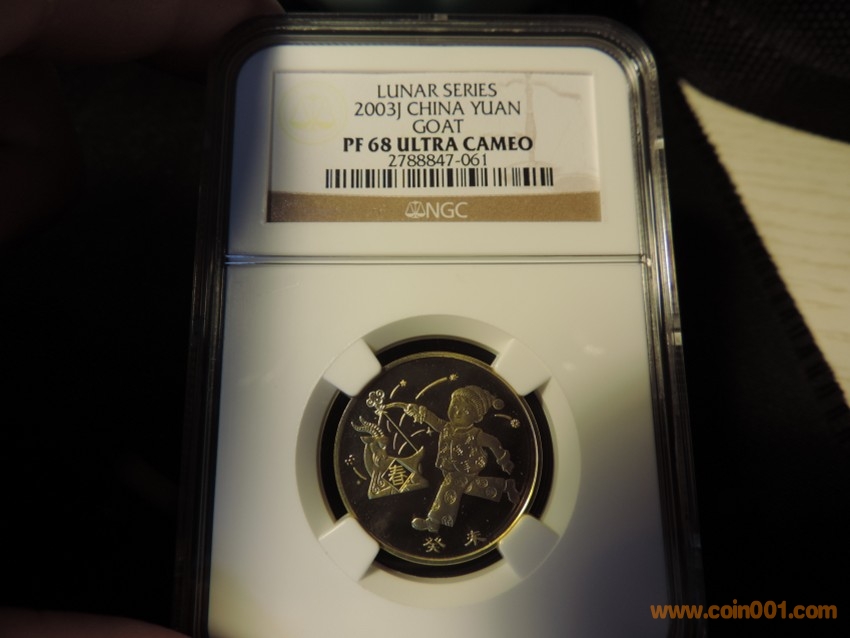 LUNAR SERIES
2003J CHINA YUAN
GOAT
PF 68 ULTRA CAMEO
2788847-061
NGC
春
癸 未
www.coin001.com